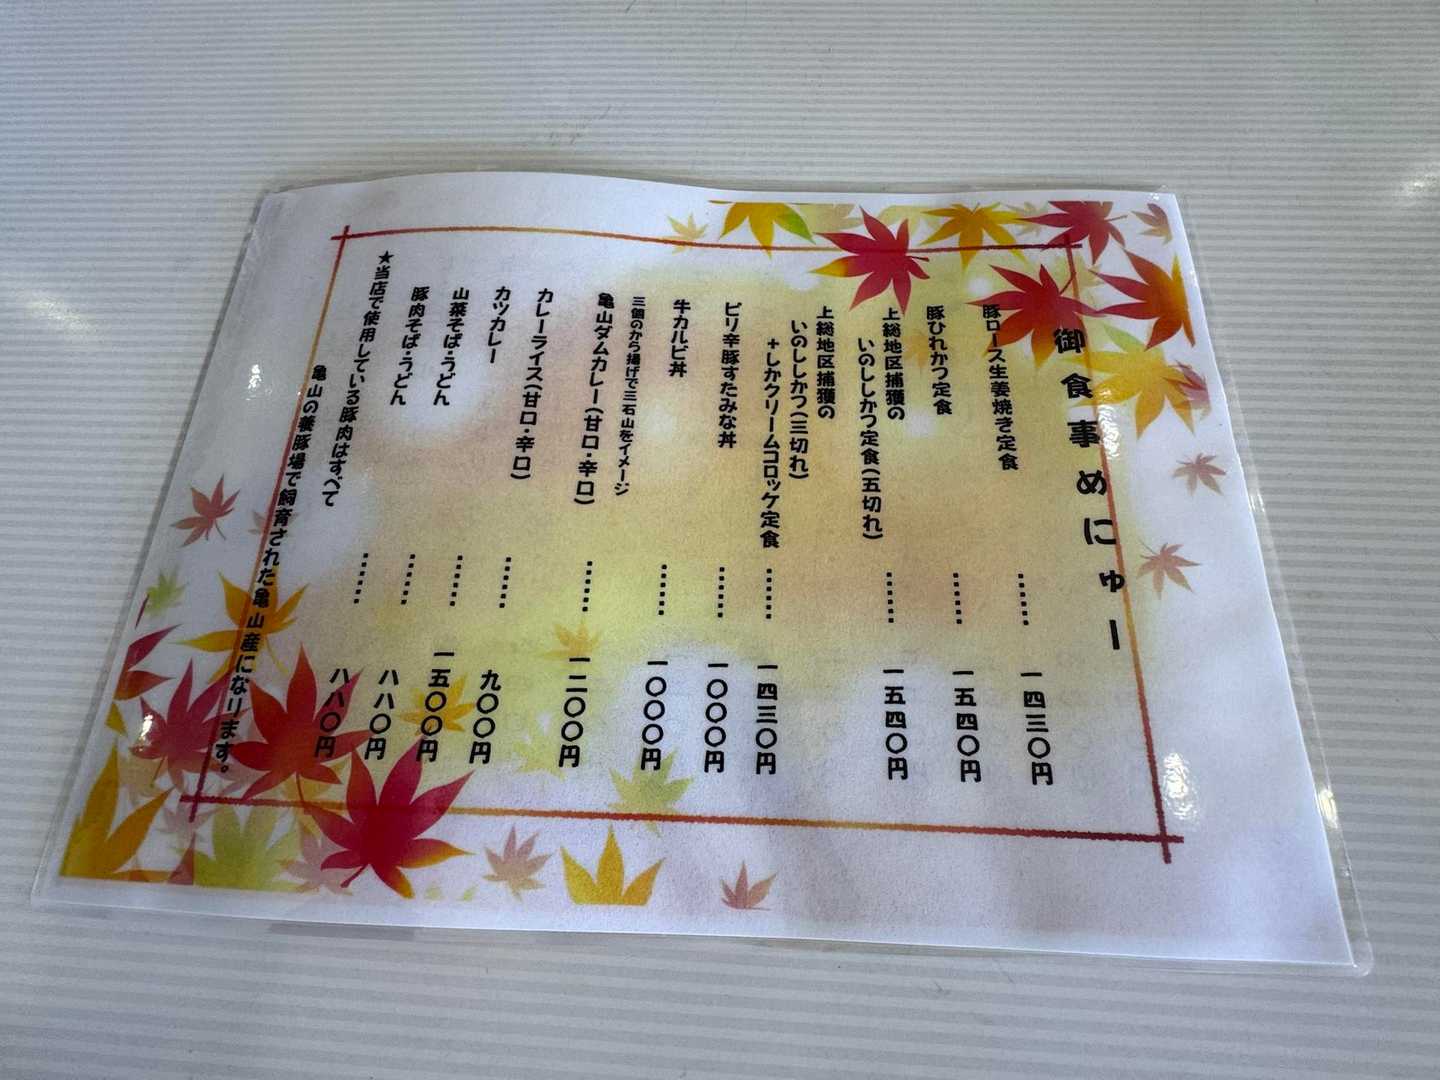 御食事めにゅー
豚ロース生姜焼き定食 …… 一四三〇円
豚ひれかつ定食 …… 一五四〇円
上総地区捕獲の
いのししかつ定食(五切れ) …… 一五四〇円
上総地区捕獲の
いのししかつ(三切れ)
+しかクリームコロッケ定食 …… 一四三〇円
ピリ辛豚すたみな丼 …… 一〇〇〇円
牛カルビ丼 …… 一〇〇〇円
三個のから揚げで三石山をイメージ
亀山ダムカレー(甘口・辛口) …… 一二〇〇円
カレーライス(甘口・辛口) …… 九〇〇円
カツカレー …… 一五〇〇円
山菜そば・うどん …… 八八〇円
豚肉そば・うどん …… 八八〇円
★当店で使用している豚肉はすべて
亀山の養豚場で飼育された亀山産になります。